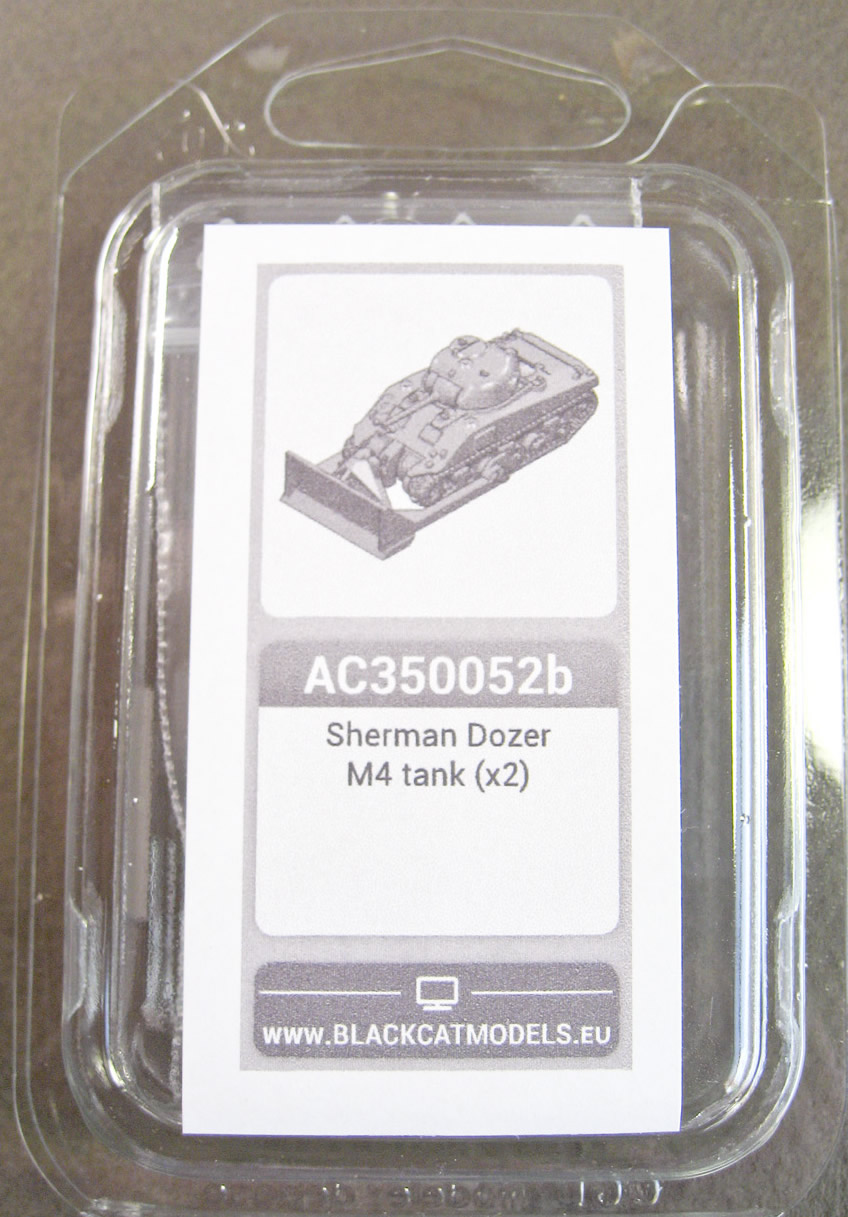 AC350052b
Sherman Dozer
M4 tank (x2)
WWW.BLACKCATMODELS.EU